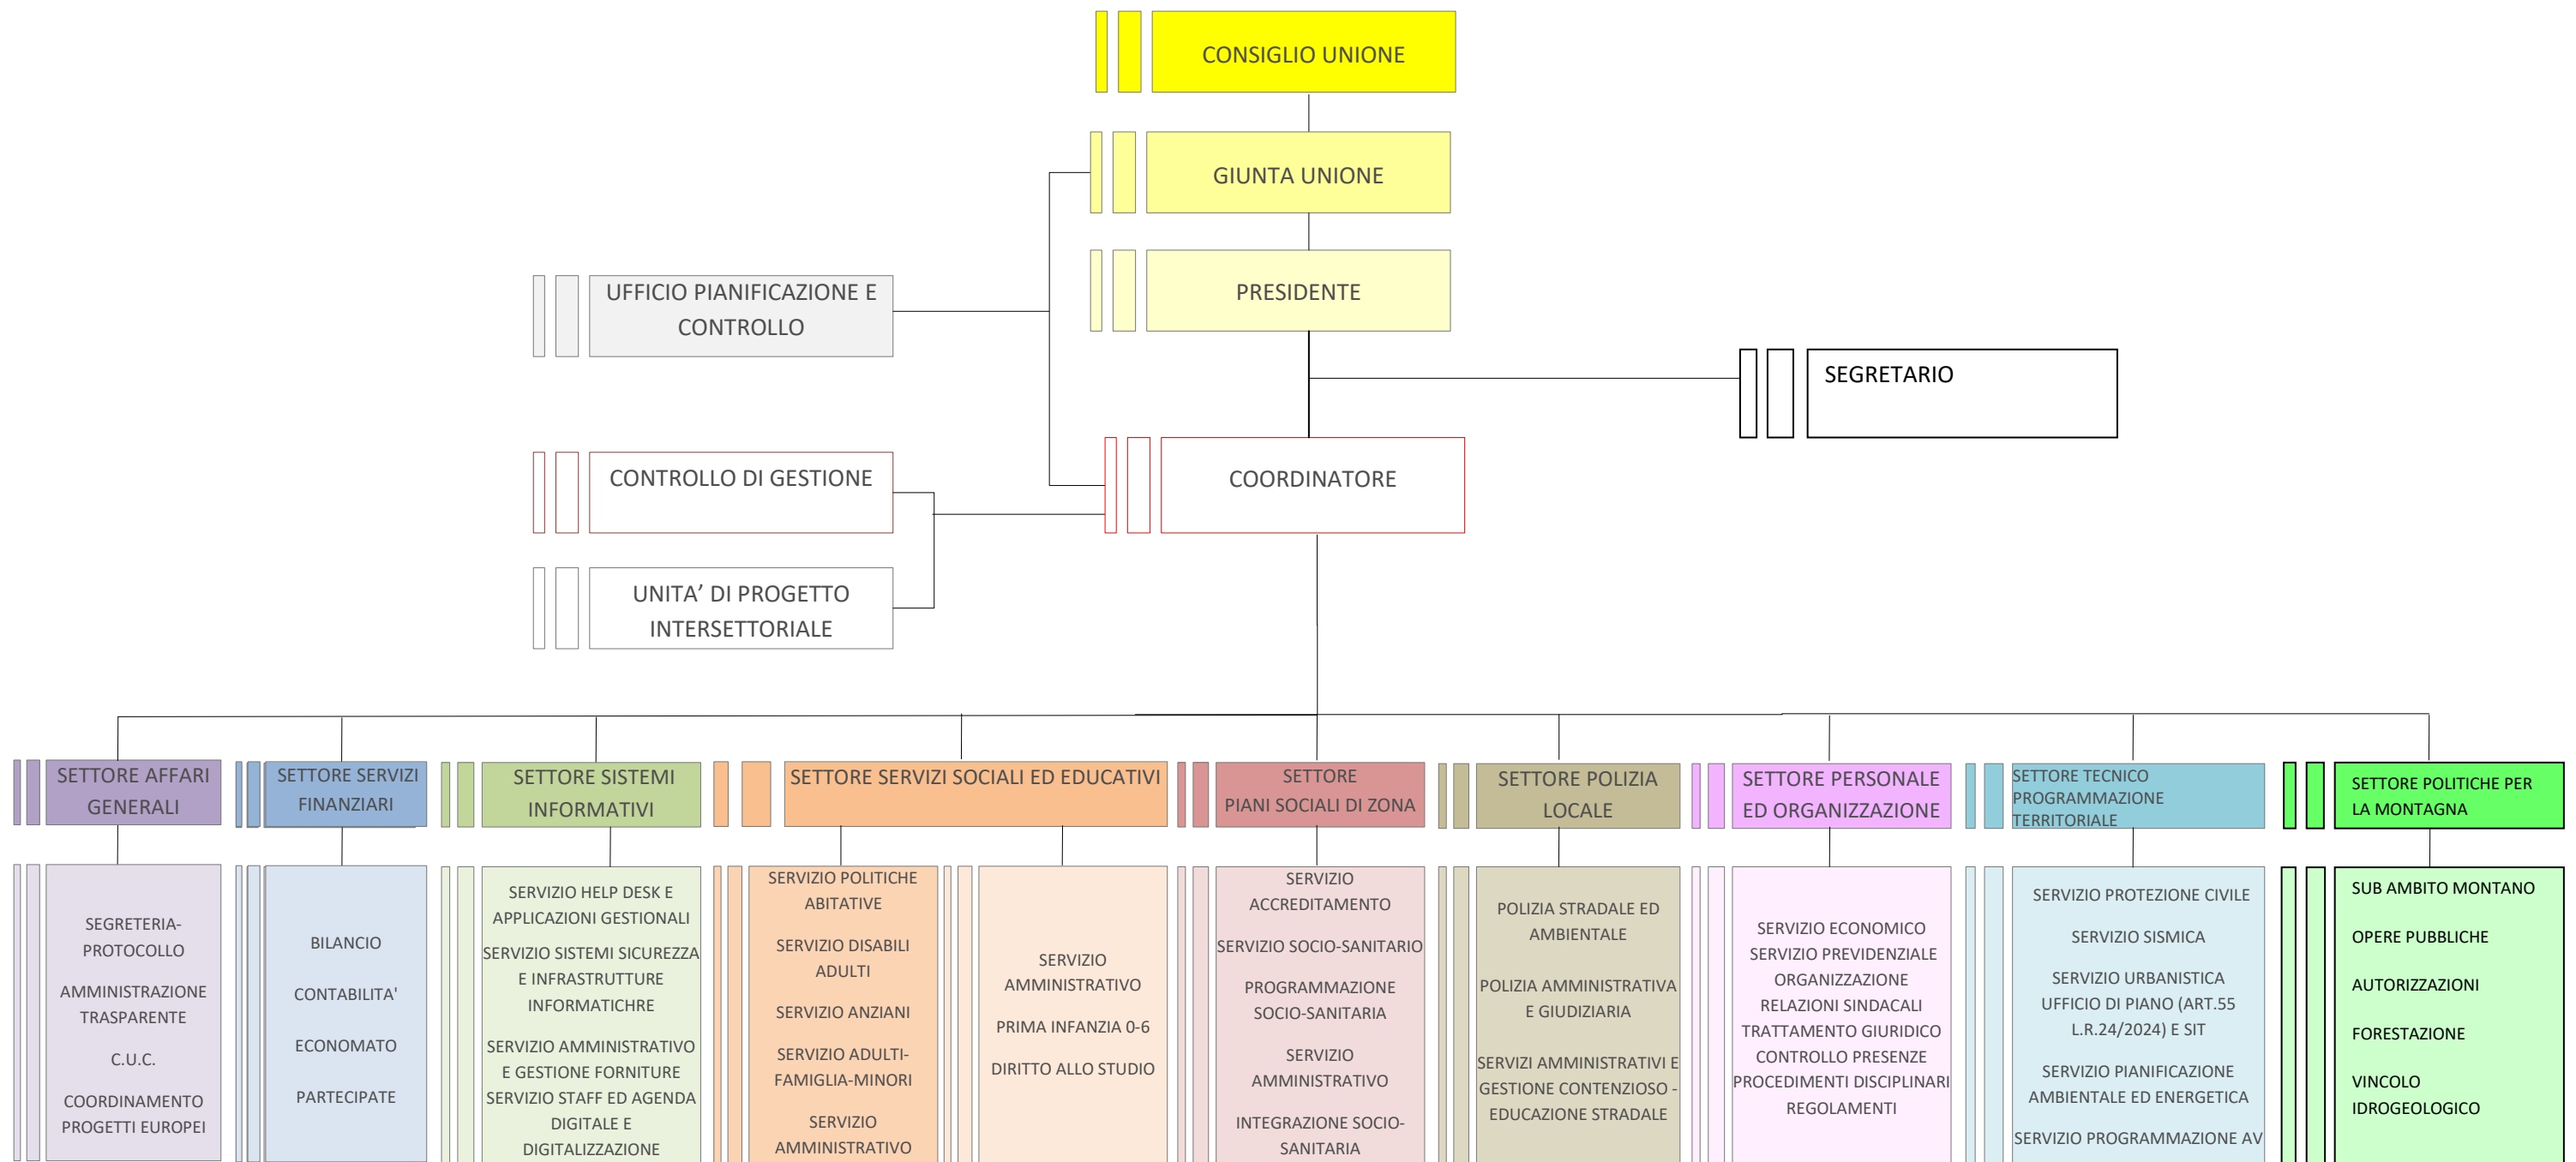 CONSIGLIO UNIONE
GIUNTA UNIONE
PRESIDENTE
UFFICIO PIANIFICAZIONE E
CONTROLLO
SEGRETARIO
CONTROLLO DI GESTIONE
COORDINATORE
UNITA’ DI PROGETTO
INTERSETTORIALE
SETTORE AFFARI
GENERALI
SETTORE SERVIZI
FINANZIARI
SETTORE SISTEMI
INFORMATIVI
SETTORE SERVIZI SOCIALI ED EDUCATIVI
SETTORE
PIANI SOCIALI DI ZONA
SETTORE POLIZIA
LOCALE
SETTORE PERSONALE
ED ORGANIZZAZIONE
SETTORE TECNICO
PROGRAMMAZIONE
TERRITORIALE
SETTORE POLITICHE PER
LA MONTAGNA
SEGRETERIA-
PROTOCOLLO
AMMINISTRAZIONE
TRASPARENTE
C.U.C.
COORDINAMENTO
PROGETTI EUROPEI
BILANCIO
CONTABILITA'
ECONOMATO
PARTECIPATE
SERVIZIO HELP DESK E
APPLICAZIONI GESTIONALI
SERVIZIO SISTEMI SICUREZZA
E INFRASTRUTTURE
INFORMATICHRE
SERVIZIO AMMINISTRATIVO
E GESTIONE FORNITURE
SERVIZIO STAFF ED AGENDA
DIGITALE E
DIGITALIZZAZIONE
SERVIZIO POLITICHE
ABITATIVE
SERVIZIO DISABILI
ADULTI
SERVIZIO ANZIANI
SERVIZIO ADULTI-
FAMIGLIA-MINORI
SERVIZIO
AMMINISTRATIVO
SERVIZIO
AMMINISTRATIVO
PRIMA INFANZIA 0-6
DIRITTO ALLO STUDIO
SERVIZIO
ACCREDITAMENTO
SERVIZIO SOCIO-SANITARIO
PROGRAMMAZIONE
SOCIO-SANITARIA
SERVIZIO
AMMINISTRATIVO
INTEGRAZIONE SOCIO-
SANITARIA
POLIZIA STRADALE ED
AMBIENTALE
POLIZIA AMMINISTRATIVA
E GIUDIZIARIA
SERVIZI AMMINISTRATIVI E
GESTIONE CONTENZIOSO -
EDUCAZIONE STRADALE
SERVIZIO ECONOMICO
SERVIZIO PREVIDENZIALE
ORGANIZZAZIONE
RELAZIONI SINDACALI
TRATTAMENTO GIURIDICO
CONTROLLO PRESENZE
PROCEDIMENTI DISCIPLINARI
REGOLAMENTI
SERVIZIO PROTEZIONE CIVILE
SERVIZIO SISMICA
SERVIZIO URBANISTICA
UFFICIO DI PIANO (ART.55
L.R.24/2024) E SIT
SERVIZIO PIANIFICAZIONE
AMBIENTALE ED ENERGETICA
SERVIZIO PROGRAMMAZIONE AV
SUB AMBITO MONTANO
OPERE PUBBLICHE
AUTORIZZAZIONI
FORESTAZIONE
VINCOLO
IDROGEOLOGICO